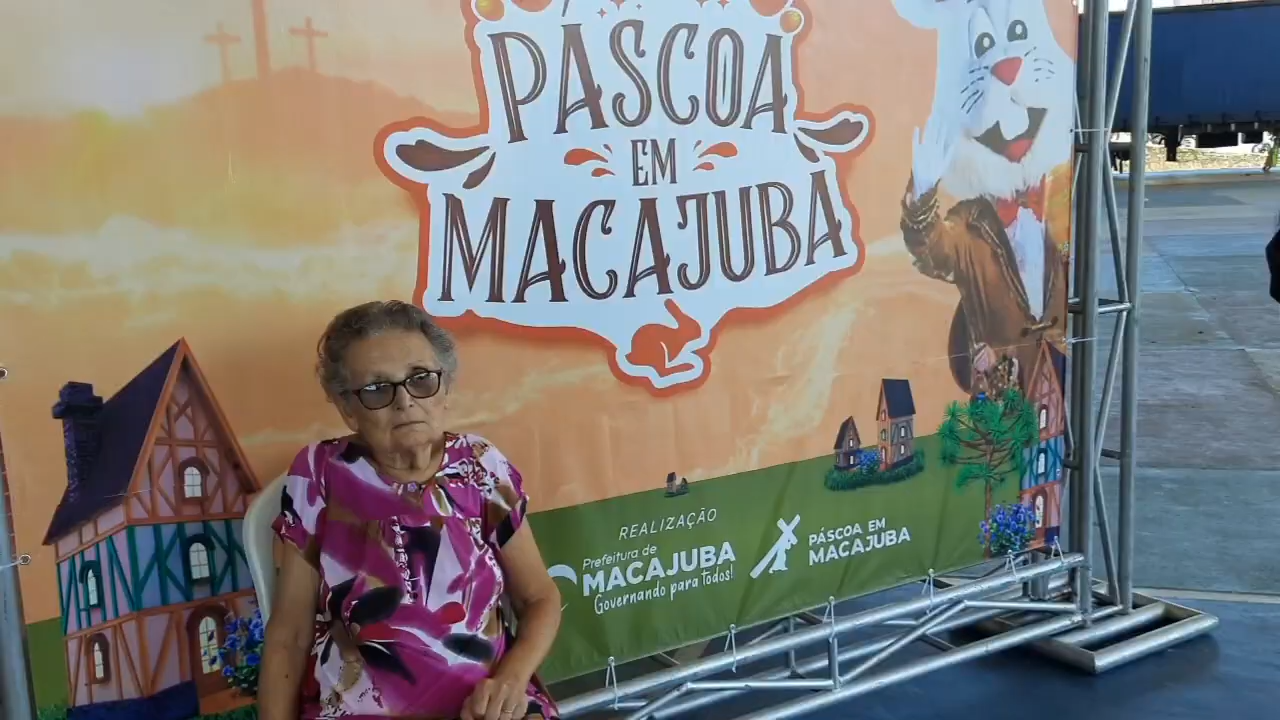 PÁSCOA
EM
MACAJUBA
REALIZAÇÃO
Prefeitura de
MACAJUBA
Governando para Todos!
PÁSCOA EM
MACAJUBA